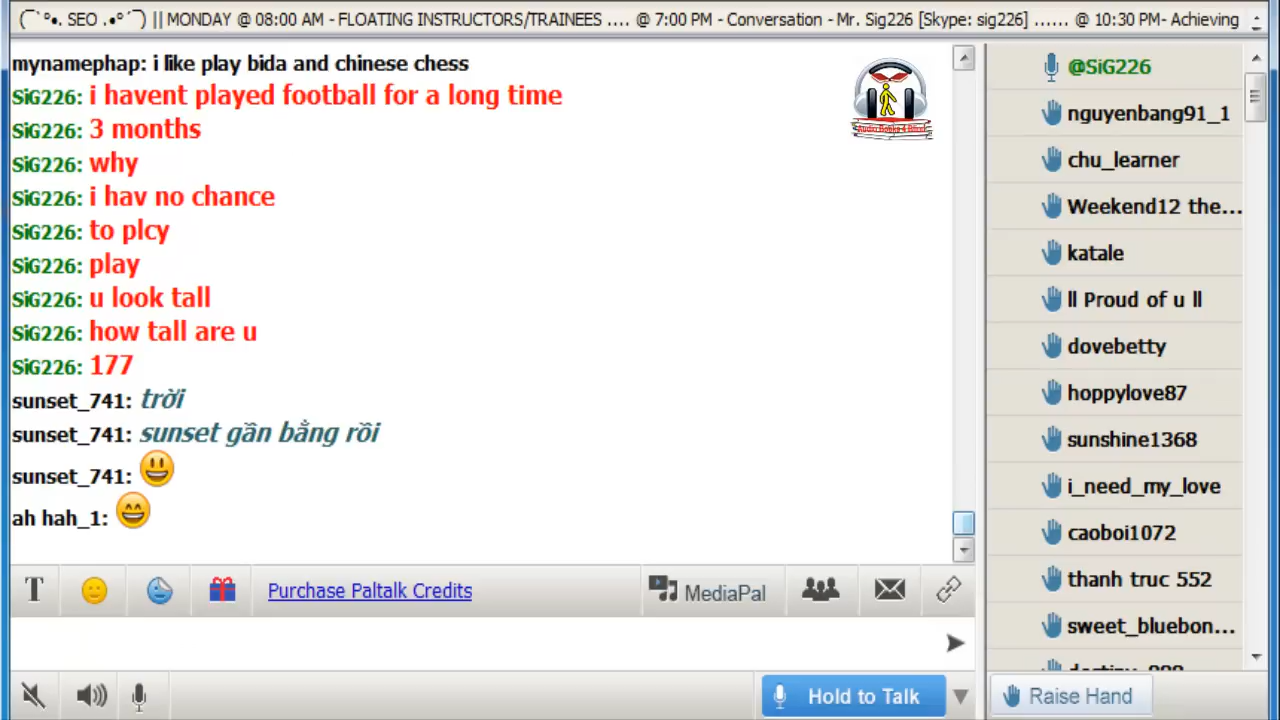 (¯`°•. SEO .•°´¯) || MONDAY @ 08:00 AM - FLOATING INSTRUCTORS/TRAINEES .... @ 7:00 PM - Conversation - Mr. Sig226 [Skype: sig226] ...... @ 10:30 PM- Achieving
mynamephap: i like play bida and chinese chess
SiG226: i havent played football for a long time
SiG226: 3 months
SiG226: why
SiG226: i hav no chance
SiG226: to plcy
SiG226: play
SiG226: u look tall
SiG226: how tall are u
SiG226: 177
sunset_741: trời
sunset_741: sunset gần bằng rồi
sunset_741:
ah hah_1:
@SiG226
nguyenbang91_1
chu_learner
Weekend12 the...
katale
ll Proud of u ll
dovebetty
hoppylove87
sunshine1368
i_need_my_love
caoboi1072
thanh truc 552
sweet_bluebon...
T
Purchase Paltalk Credits
MediaPal
Hold to Talk
Raise Hand